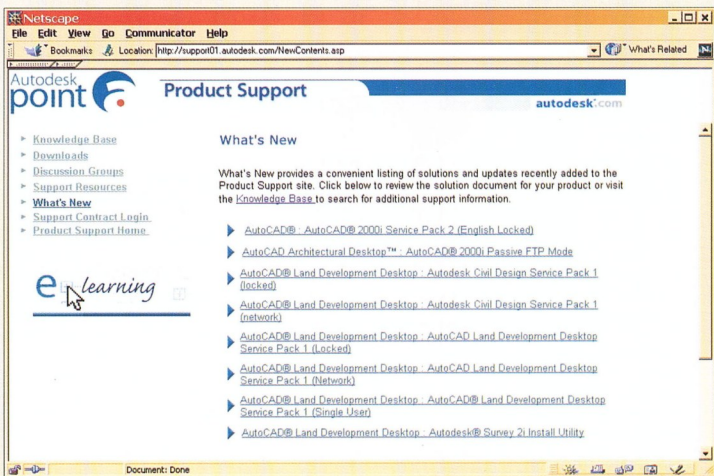 Netscape
File Edit View Go Communicator Help
Bookmarks Location: http://support01.autodesk.com/NewContents.asp What's Related
Autodesk
point
Product Support
autodesk.com
Knowledge Base
Downloads
Discussion Groups
Support Resources
What's New
Support Contract Login
Product Support Home
e learning
What's New
What's New provides a convenient listing of solutions and updates recently added to the
Product Support site. Click below to review the solution document for your product or visit
the Knowledge Base to search for additional support information.
AutoCAD® : AutoCAD® 2000i Service Pack 2 (English Locked)
AutoCAD Architectural Desktop™ : AutoCAD® 2000i Passive FTP Mode
AutoCAD® Land Development Desktop : Autodesk Civil Design Service Pack 1
(locked)
AutoCAD® Land Development Desktop : Autodesk Civil Design Service Pack 1
(network)
AutoCAD® Land Development Desktop : AutoCAD Land Development Desktop
Service Pack 1 (Locked)
AutoCAD® Land Development Desktop : AutoCAD Land Development Desktop
Service Pack 1 (Network)
AutoCAD® Land Development Desktop : AutoCAD® Land Development Desktop
Service Pack 1 (Single User)
AutoCAD® Land Development Desktop : Autodesk® Survey 2i Install Utility
Document: Done